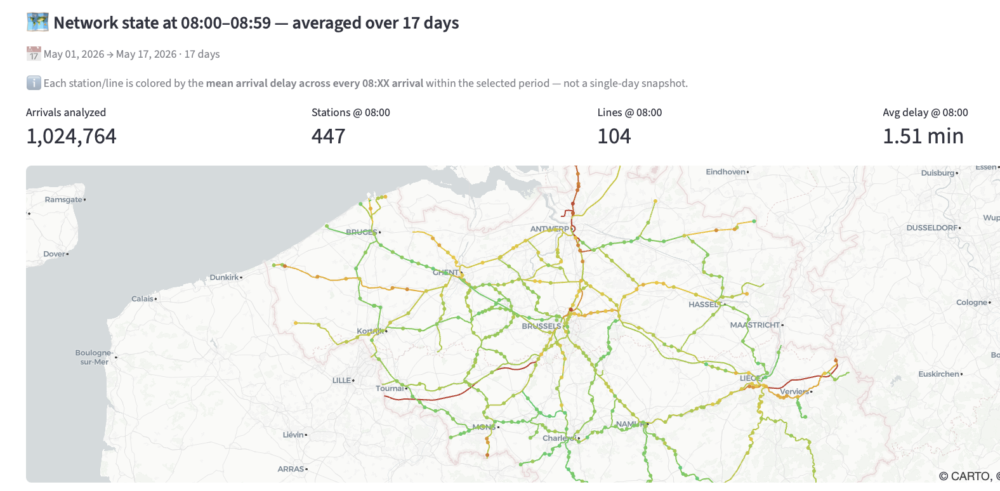 Network state at 08:00–08:59 — averaged over 17 days
17
May 01, 2026 → May 17, 2026 · 17 days
Each station/line is colored by the mean arrival delay across every 08:XX arrival within the selected period — not a single-day snapshot.
Arrivals analyzed
Stations @ 08:00
Lines @ 08:00
Avg delay @ 08:00
1,024,764
447
104
1.51 min
Essen
Eindhoven
Duisburg
Ramsgate
Wup
ANTWERP
DUSSELDORF
BRUGES
Dover
GHENT
Dunkirk
Calais
Cologne
HASSELT
MAASTRICHT
BRUSSELS
Kortrijk
Boulogne-
sur-Mer
Bo
Euskirchen
LIEGE
LILLE
Tournai
Verviers
NAMUR
MONS
Liévin
Charleroi
ARRAS
© CARTO, ©